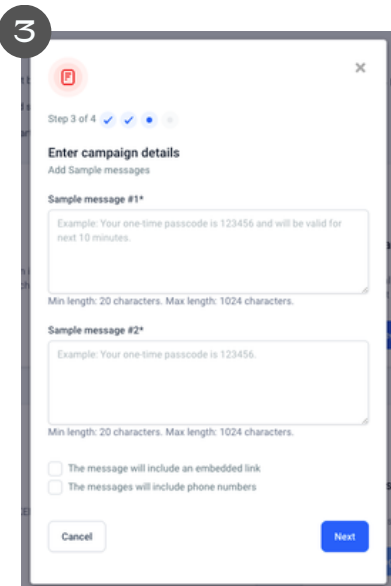 3
Step 3 of 4
Enter campaign details
Add Sample messages
Sample message #1*
Example: Your one-time passcode is 123456 and will be valid for
next 10 minutes.
Min length: 20 characters. Max length: 1024 characters.
Sample message #2*
Example: Your one-time passcode is 123456.
Min length: 20 characters. Max length: 1024 characters.
The message will include an embedded link
The messages will include phone numbers
Cancel
Next